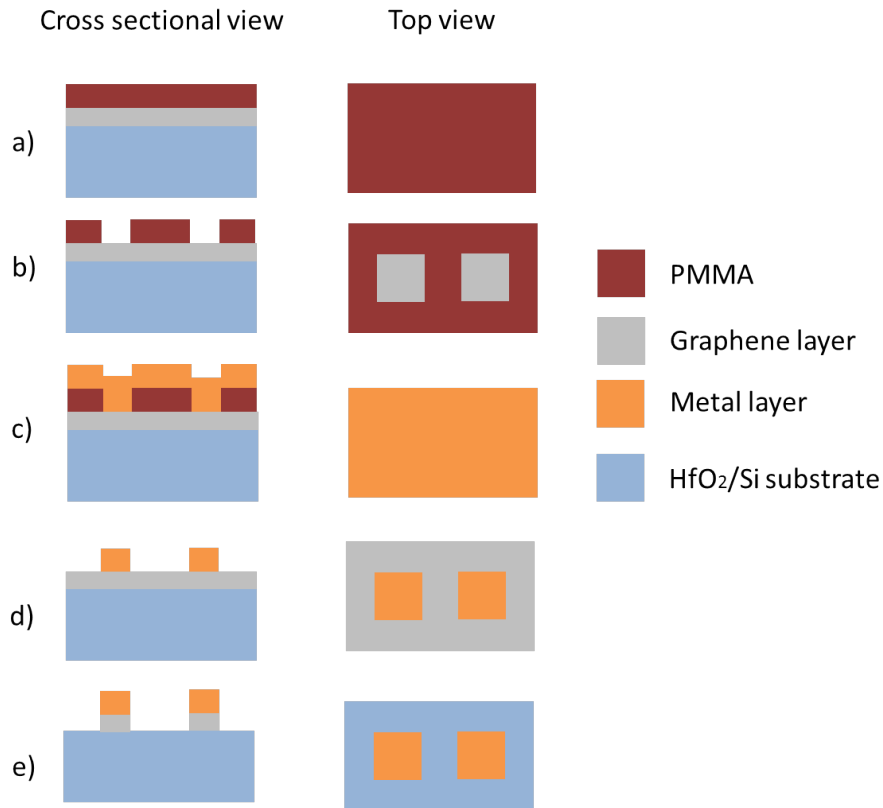 Cross sectional view
Top view
a)
b)
c)
d)
e)
PMMA
Graphene layer
Metal layer
HfO₂/Si substrate